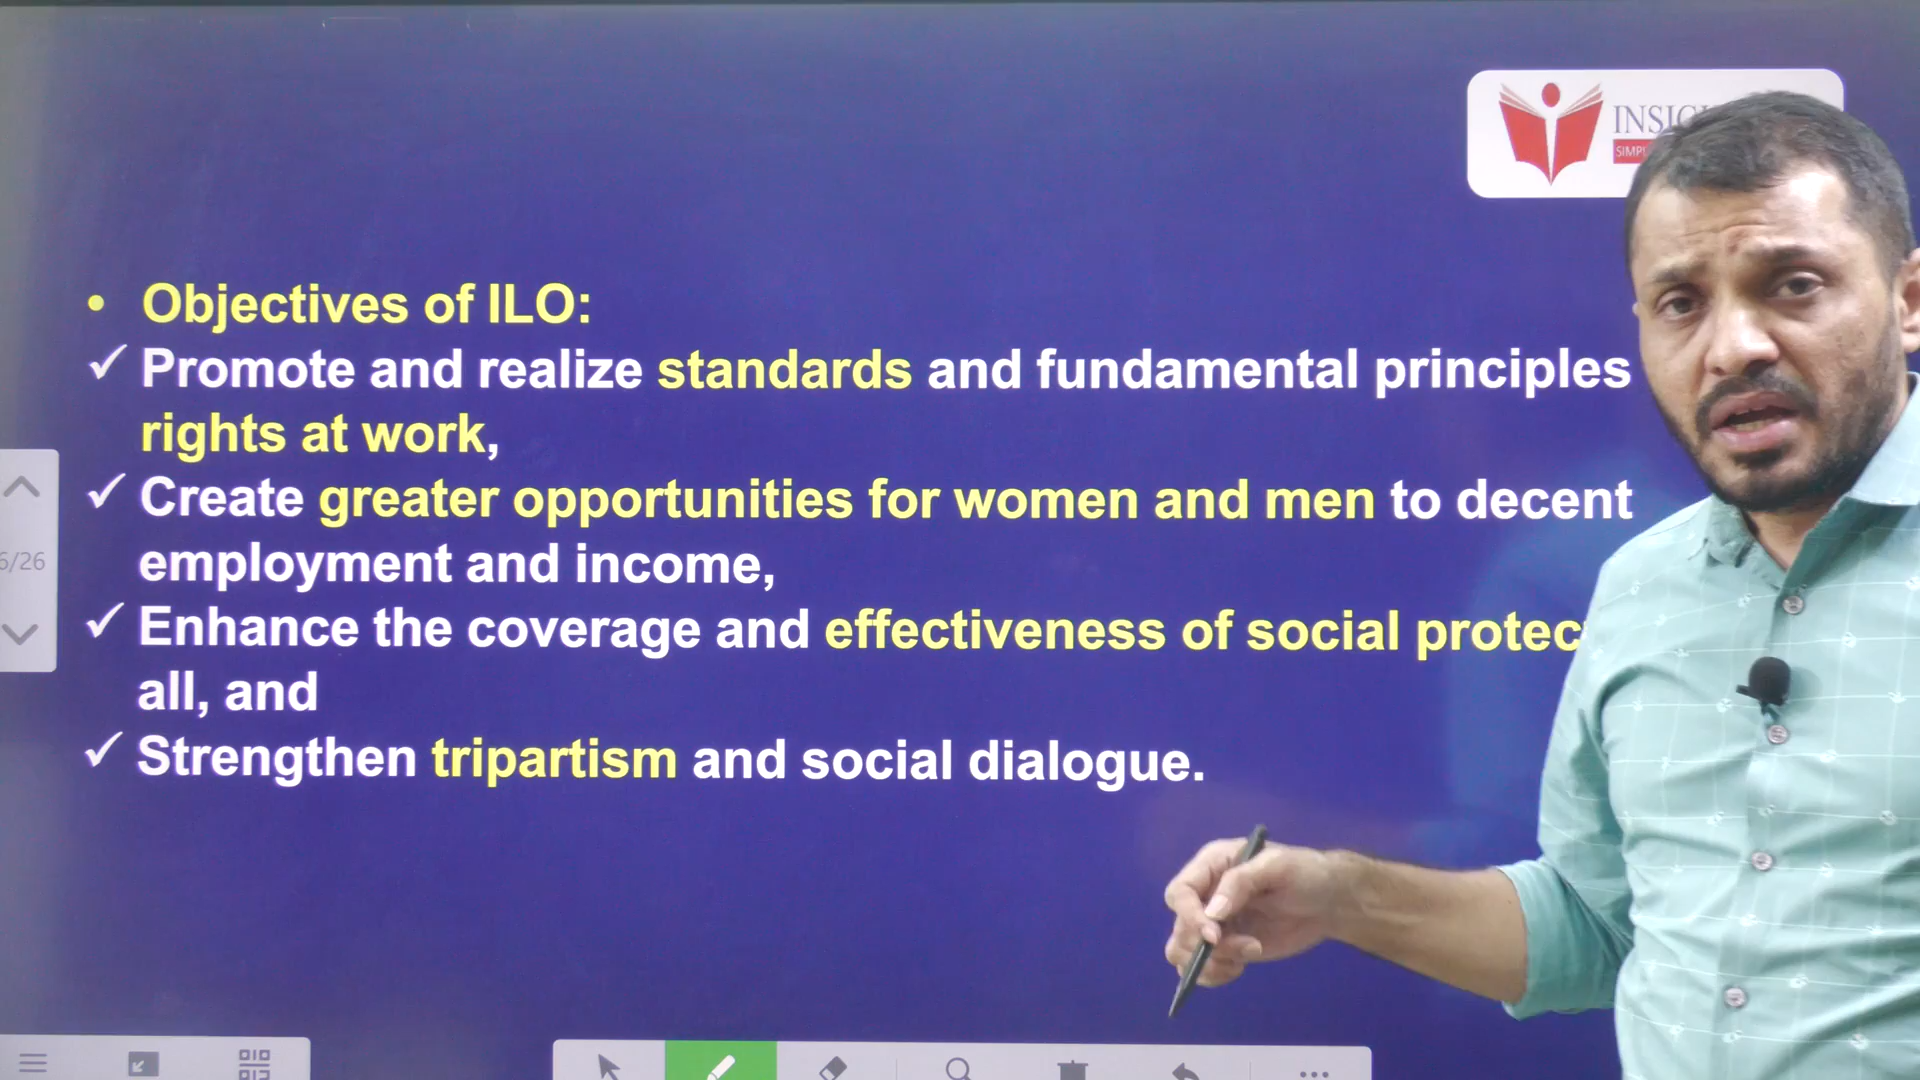 • Objectives of ILO:
✓ Promote and realize standards and fundamental principles
rights at work,
✓ Create greater opportunities for women and men to decent
employment and income,
✓ Enhance the coverage and effectiveness of social
all, and
✓ Strengthen tripartism and social dialogue.
6/26